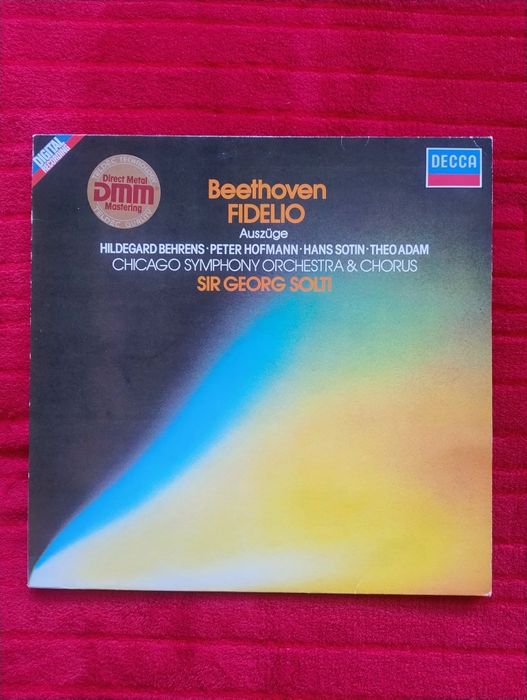 DIGITAL
RECORDING
DECCA
Direct Metal
DMM
Mastering
Beethoven
FIDELIO
Auszüge
HILDEGARD BEHRENS · PETER HOFMANN · HANS SOTIN · THEO ADAM
CHICAGO SYMPHONY ORCHESTRA & CHORUS
SIR GEORG SOLTI